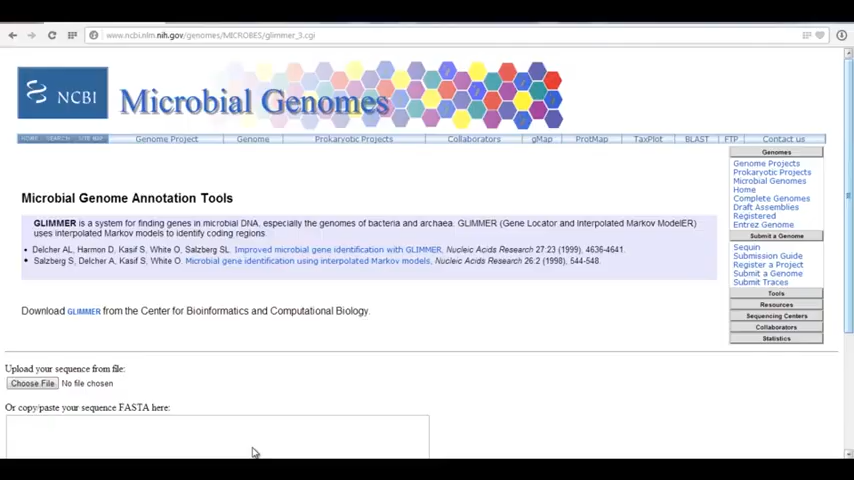 www.ncbi.nlm.nih.gov/genomes/MICROBES/glimmer_3.cgi
NCBI
Microbial Genomes
HOME SEARCH SITE MAP Genome Project Genome Prokaryotic Projects Collaborators gMap ProtMap TaxPlot BLAST FTP Contact us
Genomes
Genome Projects
Prokaryotic Projects
Microbial Genomes
Home
Complete Genomes
Draft Assemblies
Registered
Entrez Genome
Submit a Genome
Sequin
Submission Guide
Register a Project
Submit a Genome
Submit Traces
Tools
Resources
Sequencing Centers
Collaborators
Statistics
Microbial Genome Annotation Tools
GLIMMER is a system for finding genes in microbial DNA, especially the genomes of bacteria and archaea. GLIMMER (Gene Locator and Interpolated Markov ModelER)
uses interpolated Markov models to identify coding regions.
Delcher AL, Harmon D, Kasif S, White O, Salzberg SL. Improved microbial gene identification with GLIMMER, Nucleic Acids Research 27:23 (1999), 4636-4641.
Salzberg S, Delcher A, Kasif S, White O. Microbial gene identification using interpolated Markov models, Nucleic Acids Research 26:2 (1998), 544-548.
Download GLIMMER from the Center for Bioinformatics and Computational Biology.
Upload your sequence from file:
Choose File No file chosen
Or copy/paste your sequence FASTA here: